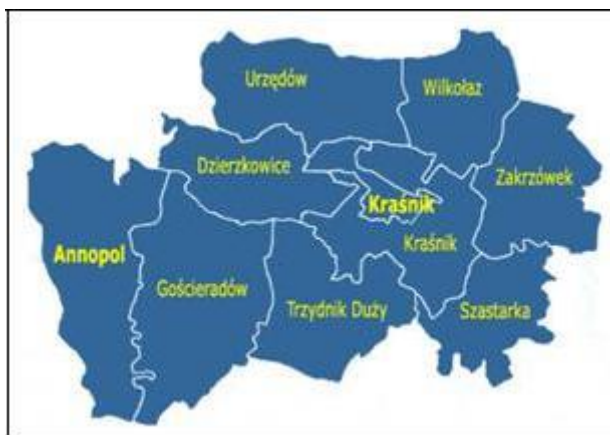 Urzędów
Wilkołaz
Dzierzkowice
Zakrzówek
Kraśnik
Annopol
Kraśnik
Gościeradów
Trzydnik Duży
Szastarka